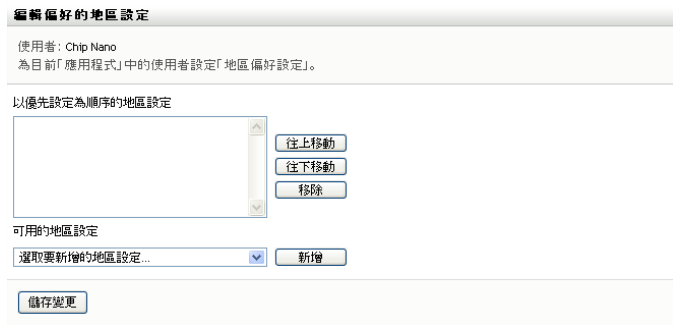 編輯偏好的地區設定
使用者: Chip Nano
為目前「應用程式」中的使用者設定「地區偏好設定」。
以優先設定為順序的地區設定
往上移動
往下移動
移除
可用的地區設定
選取要新增的地區設定... 新增
儲存變更